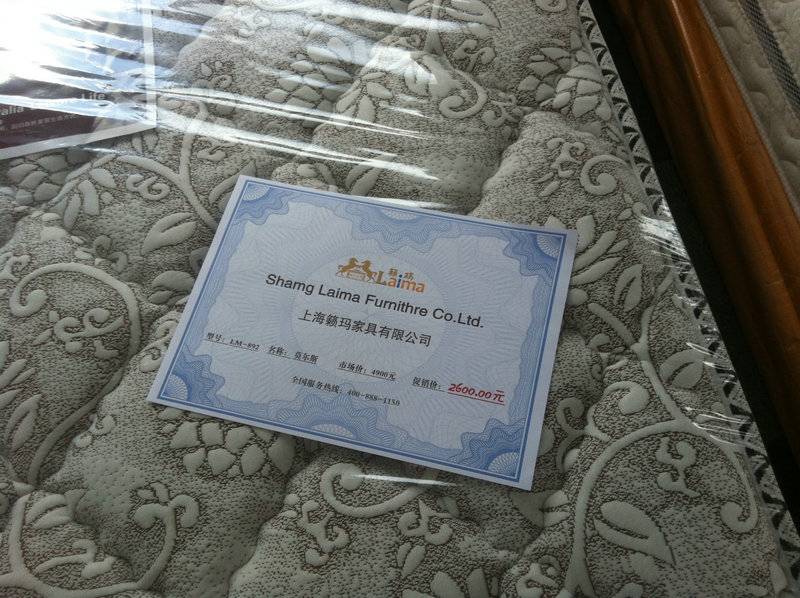 籁玛
Laima
Shamg Laima Furnithre Co.Ltd.
上海籁玛家具有限公司
型号：LM-892 名称：莫尔斯 市场价：4900元 促销价：2600.00元
全国服务热线：400-888-1150